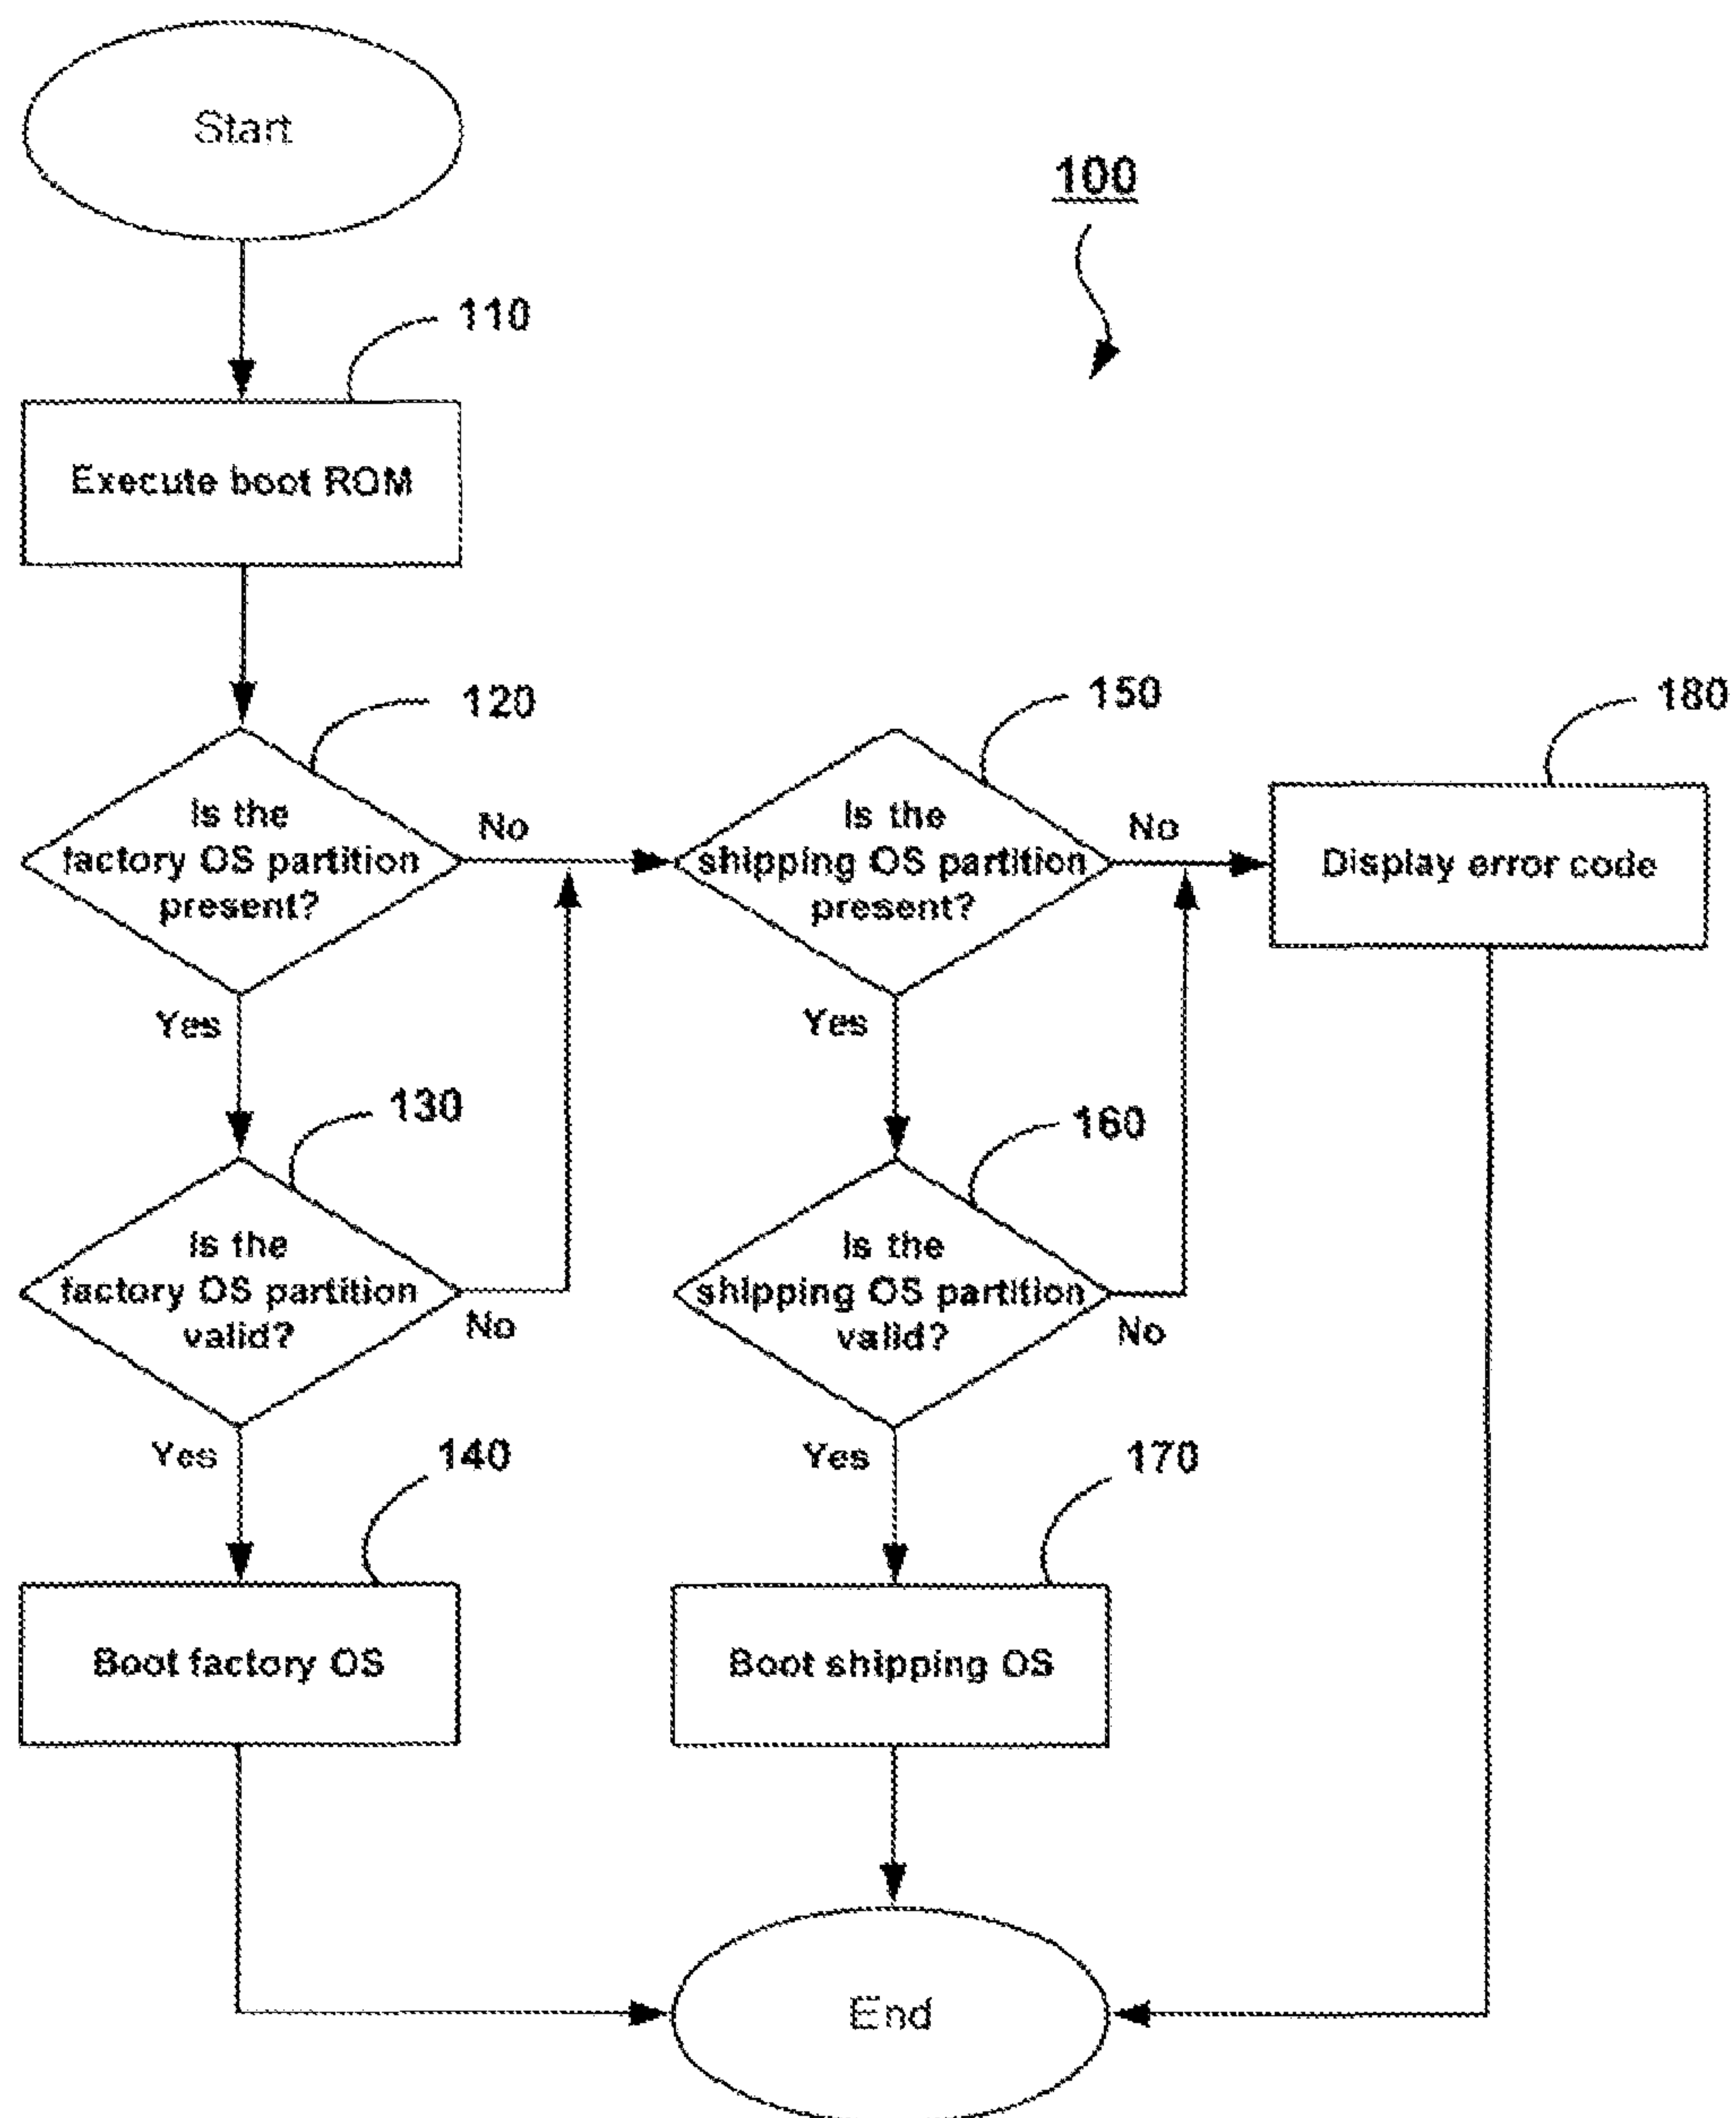 Start
100
110
Execute boot ROM
120
150
180
Is the
factory OS partition
present?
No
Is the
shipping OS partition
present?
No
Display error code
Yes
Yes
130
160
Is the
factory OS partition
valid?
No
Is the
shipping OS partition
valid?
No
Yes
140
Yes
170
Boot factory OS
Boot shipping OS
End